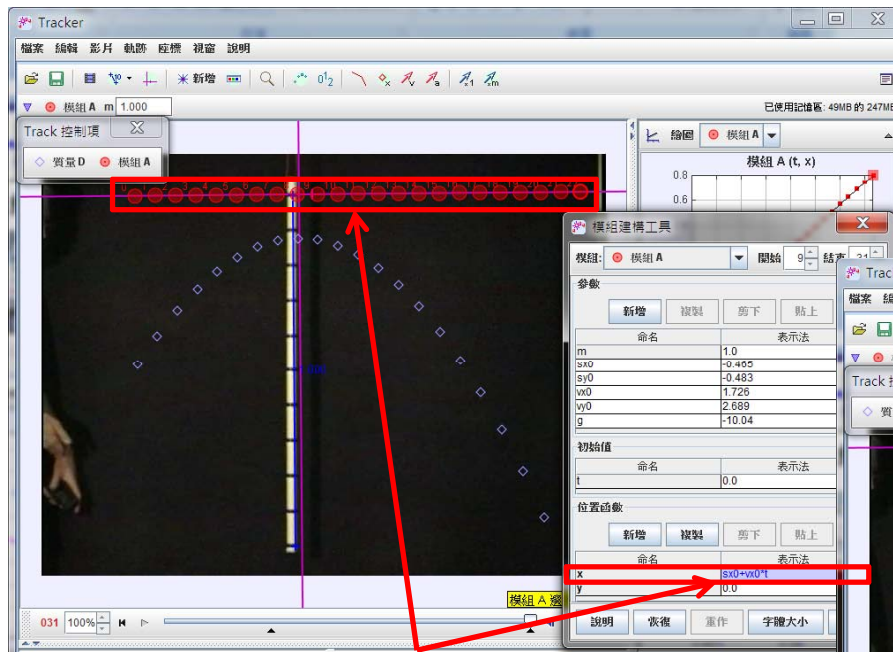 Tracker
檔案 編輯 影片 軌跡 座標 視窗 說明
新增
模組 A m 1.000
已使用記憶區: 49MB 的 247MB
Track 控制項
質量 D 模組 A
繪圖 模組 A
模組 A (t, x)
0.8
0.6
模組建構工具
模組: 模組 A 開始 9 結束 31
參數
新增 複製 剪下 貼上
命名 表示法
m 1.0
sx0 -0.465
sy0 -0.483
vx0 1.726
vy0 2.689
g -10.04
初始值
命名 表示法
t 0.0
位置函數
新增 複製 剪下 貼上
命名 表示法
x sx0+vx0*t
y 0.0
說明 恢復 重作 字體大小
模組 A 選
031 100%
Trac
檔案 編
Track 控
質